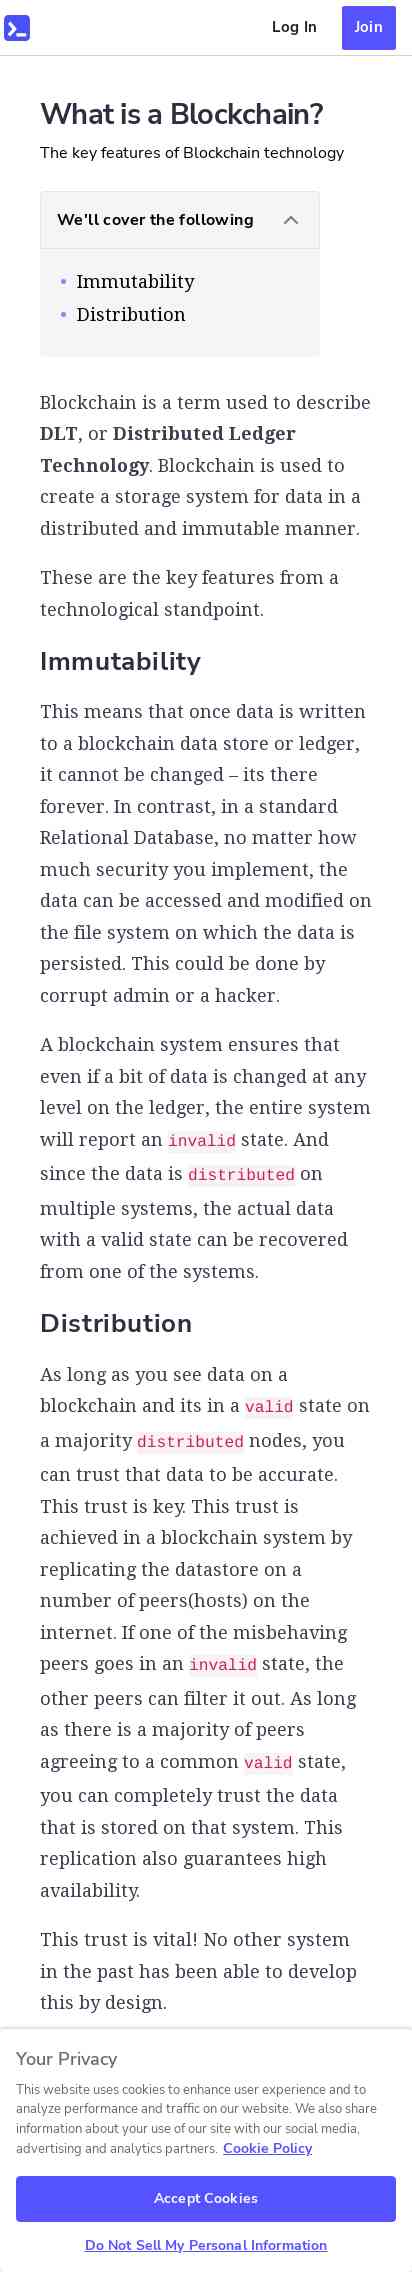 Log In
Join
What is a Blockchain?
The key features of Blockchain technology
We'll cover the following
Immutability
Distribution
Blockchain is a term used to describe
DLT, or Distributed Ledger
Technology. Blockchain is used to
create a storage system for data in a
distributed and immutable manner.
These are the key features from a
technological standpoint.
Immutability
This means that once data is written
to a blockchain data store or ledger,
it cannot be changed – its there
forever. In contrast, in a standard
Relational Database, no matter how
much security you implement, the
data can be accessed and modified on
the file system on which the data is
persisted. This could be done by
corrupt admin or a hacker.
A blockchain system ensures that
even if a bit of data is changed at any
level on the ledger, the entire system
will report an invalid state. And
since the data is distributed on
multiple systems, the actual data
with a valid state can be recovered
from one of the systems.
Distribution
As long as you see data on a
blockchain and its in a valid state on
a majority distributed nodes, you
can trust that data to be accurate.
This trust is key. This trust is
achieved in a blockchain system by
replicating the datastore on a
number of peers(hosts) on the
internet. If one of the misbehaving
peers goes in an invalid state, the
other peers can filter it out. As long
as there is a majority of peers
agreeing to a common valid state,
you can completely trust the data
that is stored on that system. This
replication also guarantees high
availability.
This trust is vital! No other system
in the past has been able to develop
this by design.
Your Privacy
This website uses cookies to enhance user experience and to
analyze performance and traffic on our website. We also share
information about your use of our site with our social media,
advertising and analytics partners. Cookie Policy
Accept Cookies
Do Not Sell My Personal Information